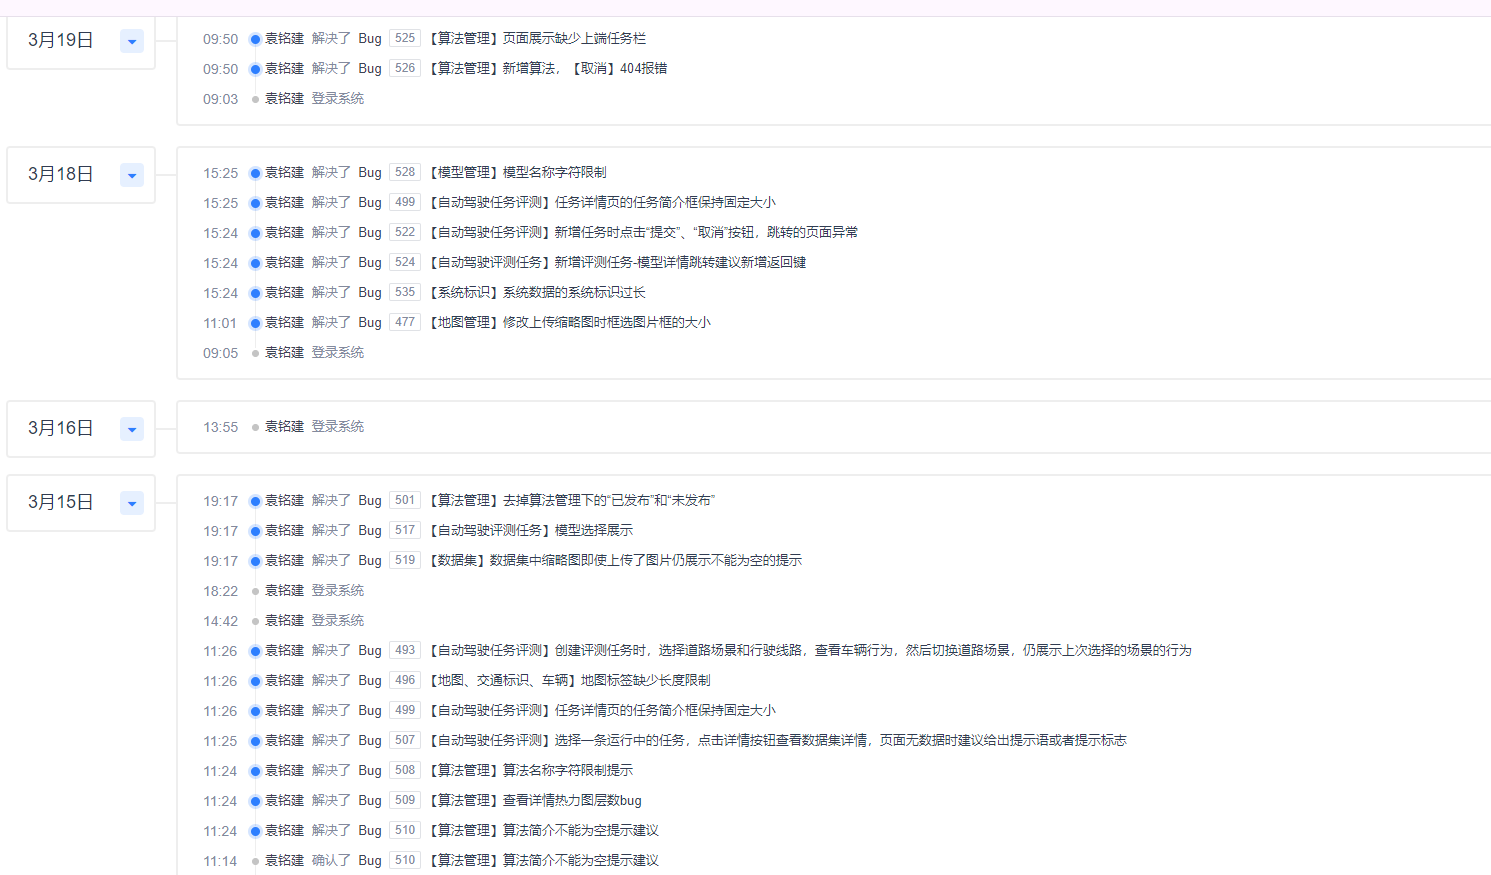 3月19日
09:50 袁铭建 解决了 Bug 525 【算法管理】页面展示缺少上端任务栏
09:50 袁铭建 解决了 Bug 526 【算法管理】新增算法，【取消】404报错
09:03 袁铭建 登录系统
3月18日
15:25 袁铭建 解决了 Bug 528 【模型管理】模型名称字符限制
15:25 袁铭建 解决了 Bug 499 【自动驾驶任务评测】任务详情页的任务简介框保持固定大小
15:24 袁铭建 解决了 Bug 522 【自动驾驶任务评测】新增任务时点击“提交”、“取消”按钮，跳转的页面异常
15:24 袁铭建 解决了 Bug 524 【自动驾驶评测任务】新增评测任务-模型详情跳转建议新增返回键
15:24 袁铭建 解决了 Bug 535 【系统标识】系统数据的系统标识过长
11:01 袁铭建 解决了 Bug 477 【地图管理】修改上传缩略图时框选图片框的大小
09:05 袁铭建 登录系统
3月16日
13:55 袁铭建 登录系统
3月15日
19:17 袁铭建 解决了 Bug 501 【算法管理】去掉算法管理下的“已发布”和“未发布”
19:17 袁铭建 解决了 Bug 517 【自动驾驶评测任务】模型选择展示
19:17 袁铭建 解决了 Bug 519 【数据集】数据集中缩略图即使上传了图片仍展示不能为空的提示
18:22 袁铭建 登录系统
14:42 袁铭建 登录系统
11:26 袁铭建 解决了 Bug 493 【自动驾驶任务评测】创建评测任务时，选择道路场景和行驶线路，查看车辆行为，然后切换道路场景，仍展示上次选择的场景的行为
11:26 袁铭建 解决了 Bug 496 【地图、交通标识、车辆】地图标签缺少长度限制
11:26 袁铭建 解决了 Bug 499 【自动驾驶任务评测】任务详情页的任务简介框保持固定大小
11:25 袁铭建 解决了 Bug 507 【自动驾驶任务评测】选择一条运行中的任务，点击详情按钮查看数据集详情，页面无数据时建议给出提示语或者提示标志
11:24 袁铭建 解决了 Bug 508 【算法管理】算法名称字符限制提示
11:24 袁铭建 解决了 Bug 509 【算法管理】查看详情热力图层数bug
11:24 袁铭建 解决了 Bug 510 【算法管理】算法简介不能为空提示建议
11:14 袁铭建 确认了 Bug 510 【算法管理】算法简介不能为空提示建议